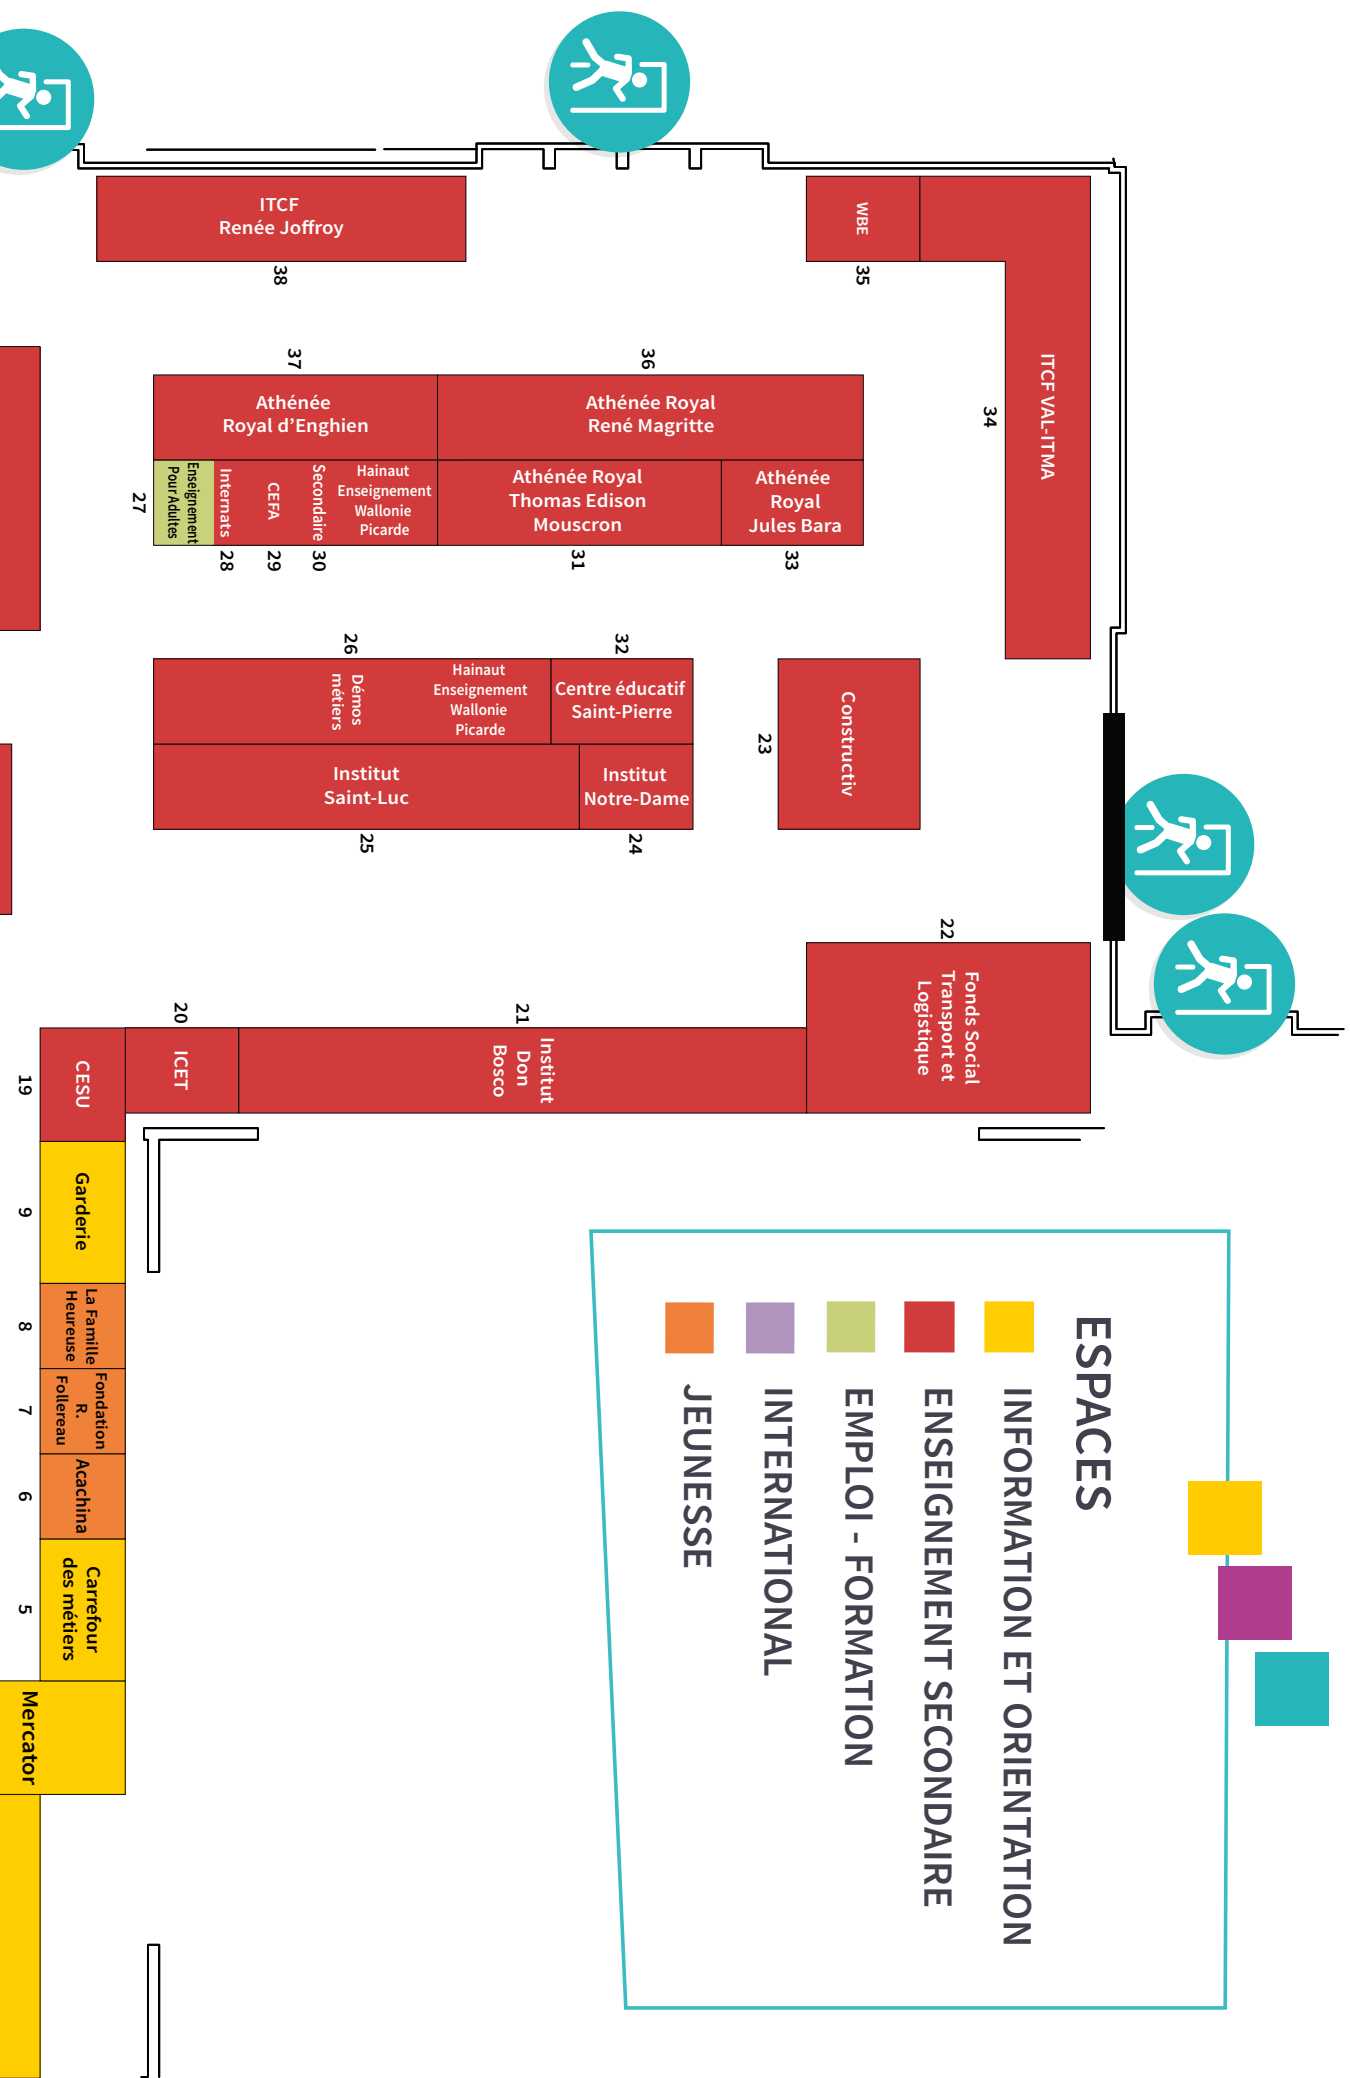 ITCF
Renée Joffroy
38
WBE
35
ITCF VAL-ITMA
34
37
Athénée
Royal d’Enghien
36
Athénée Royal
René Magritte
Enseignement
Pour Adultes
27
Internats
28
CEFA
29
Secondaire
30
Hainaut
Enseignement
Wallonie
Picarde
Athénée Royal
Thomas Edison
Mouscron
31
Athénée
Royal
Jules Bara
33
26
Démos
métiers
Hainaut
Enseignement
Wallonie
Picarde
32
Centre éducatif
Saint-Pierre
Institut
Saint-Luc
25
Institut
Notre-Dame
24
Constructiv
23
22
Fonds Social
Transport et
Logistique
21
Institut
Don
Bosco
20
ICET
CESU
19
Garderie
9
La Famille
Heureuse
8
Fondation
R.
Follereau
7
Acachina
6
Carrefour
des métiers
5
Mercator
ESPACES
INFORMATION ET ORIENTATION
ENSEIGNEMENT SECONDAIRE
EMPLOI - FORMATION
INTERNATIONAL
JEUNESSE